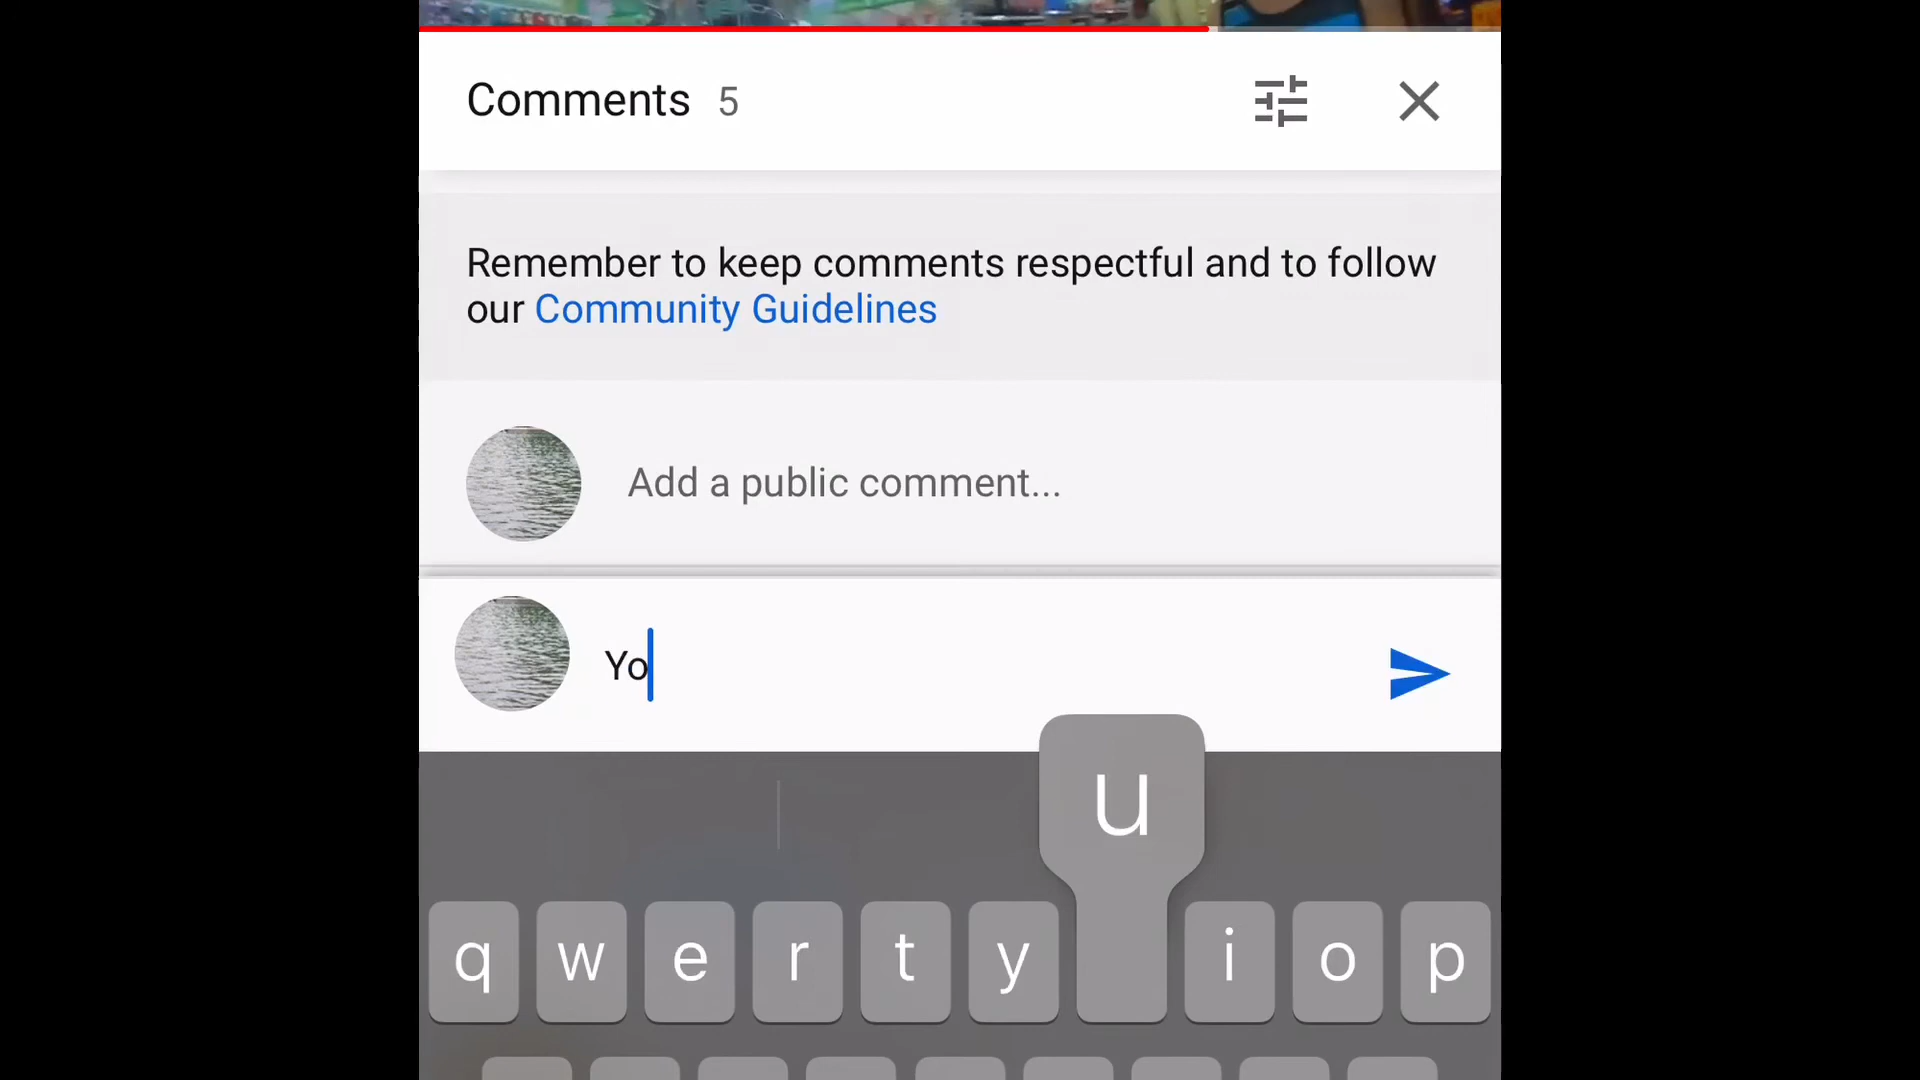 Comments 5
Remember to keep comments respectful and to follow
our Community Guidelines
Add a public comment...
Yo
u
q w e r t y i o p